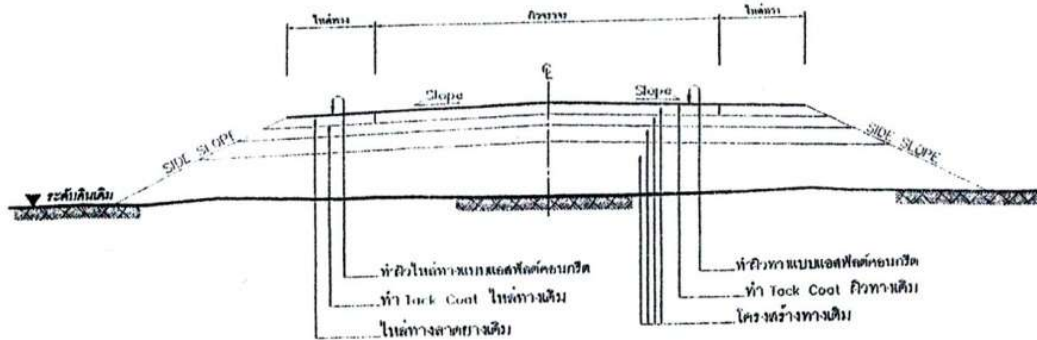 ไหล่ทาง ผิวจราจร ไหล่ทาง
℄
Slope Slope
SIDE SLOPE SIDE SLOPE
ระดับดินเดิม
ทำผิวไหล่ทางแบบแอสฟัลต์คอนกรีต ทำผิวทางแบบแอสฟัลต์คอนกรีต
ทำ Tack Coat ไหล่ทางเดิม ทำ Tack Coat ผิวทางเดิม
ไหล่ทางลาดยางเดิม โครงสร้างทางเดิม